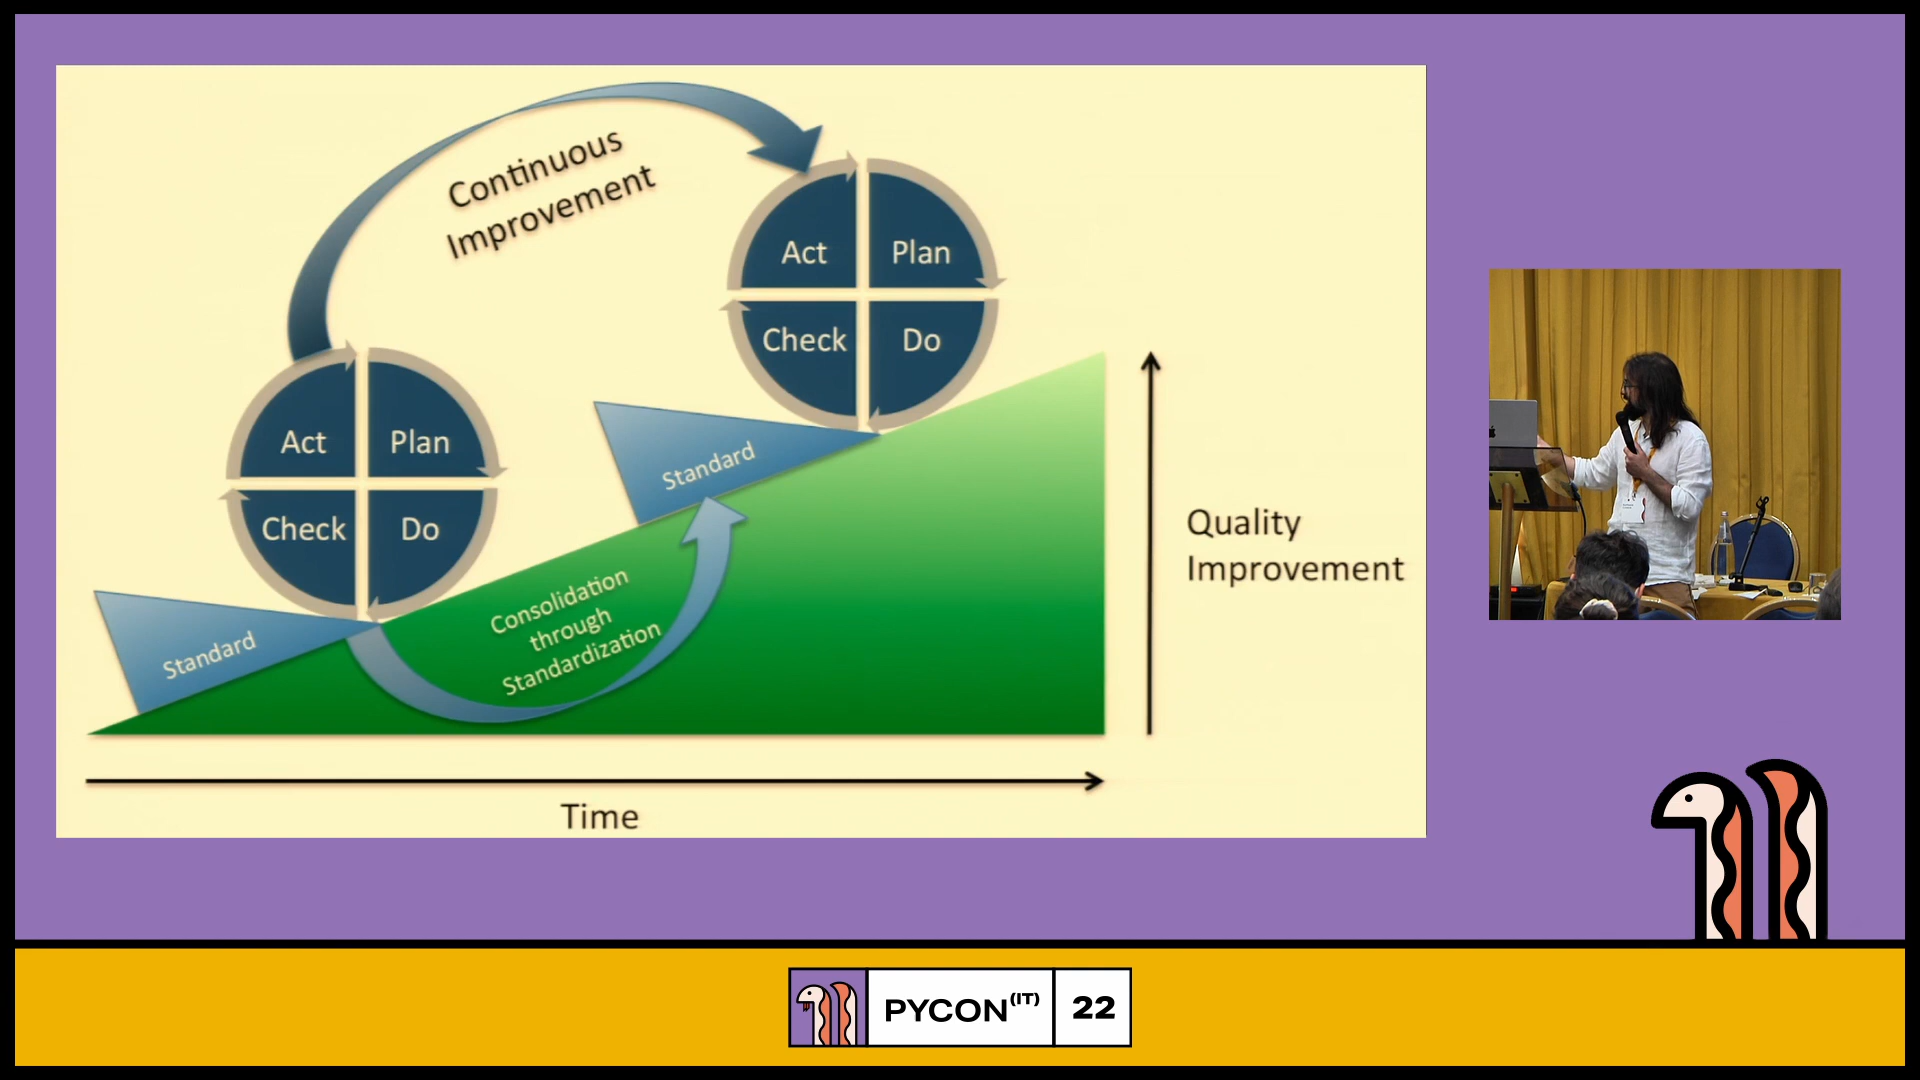 Continuous
Improvement
Act
Plan
Check
Do
Act
Plan
Check
Do
Standard
Standard
Consolidation
through
Standardization
Quality
Improvement
Time
PYCON(IT) 22